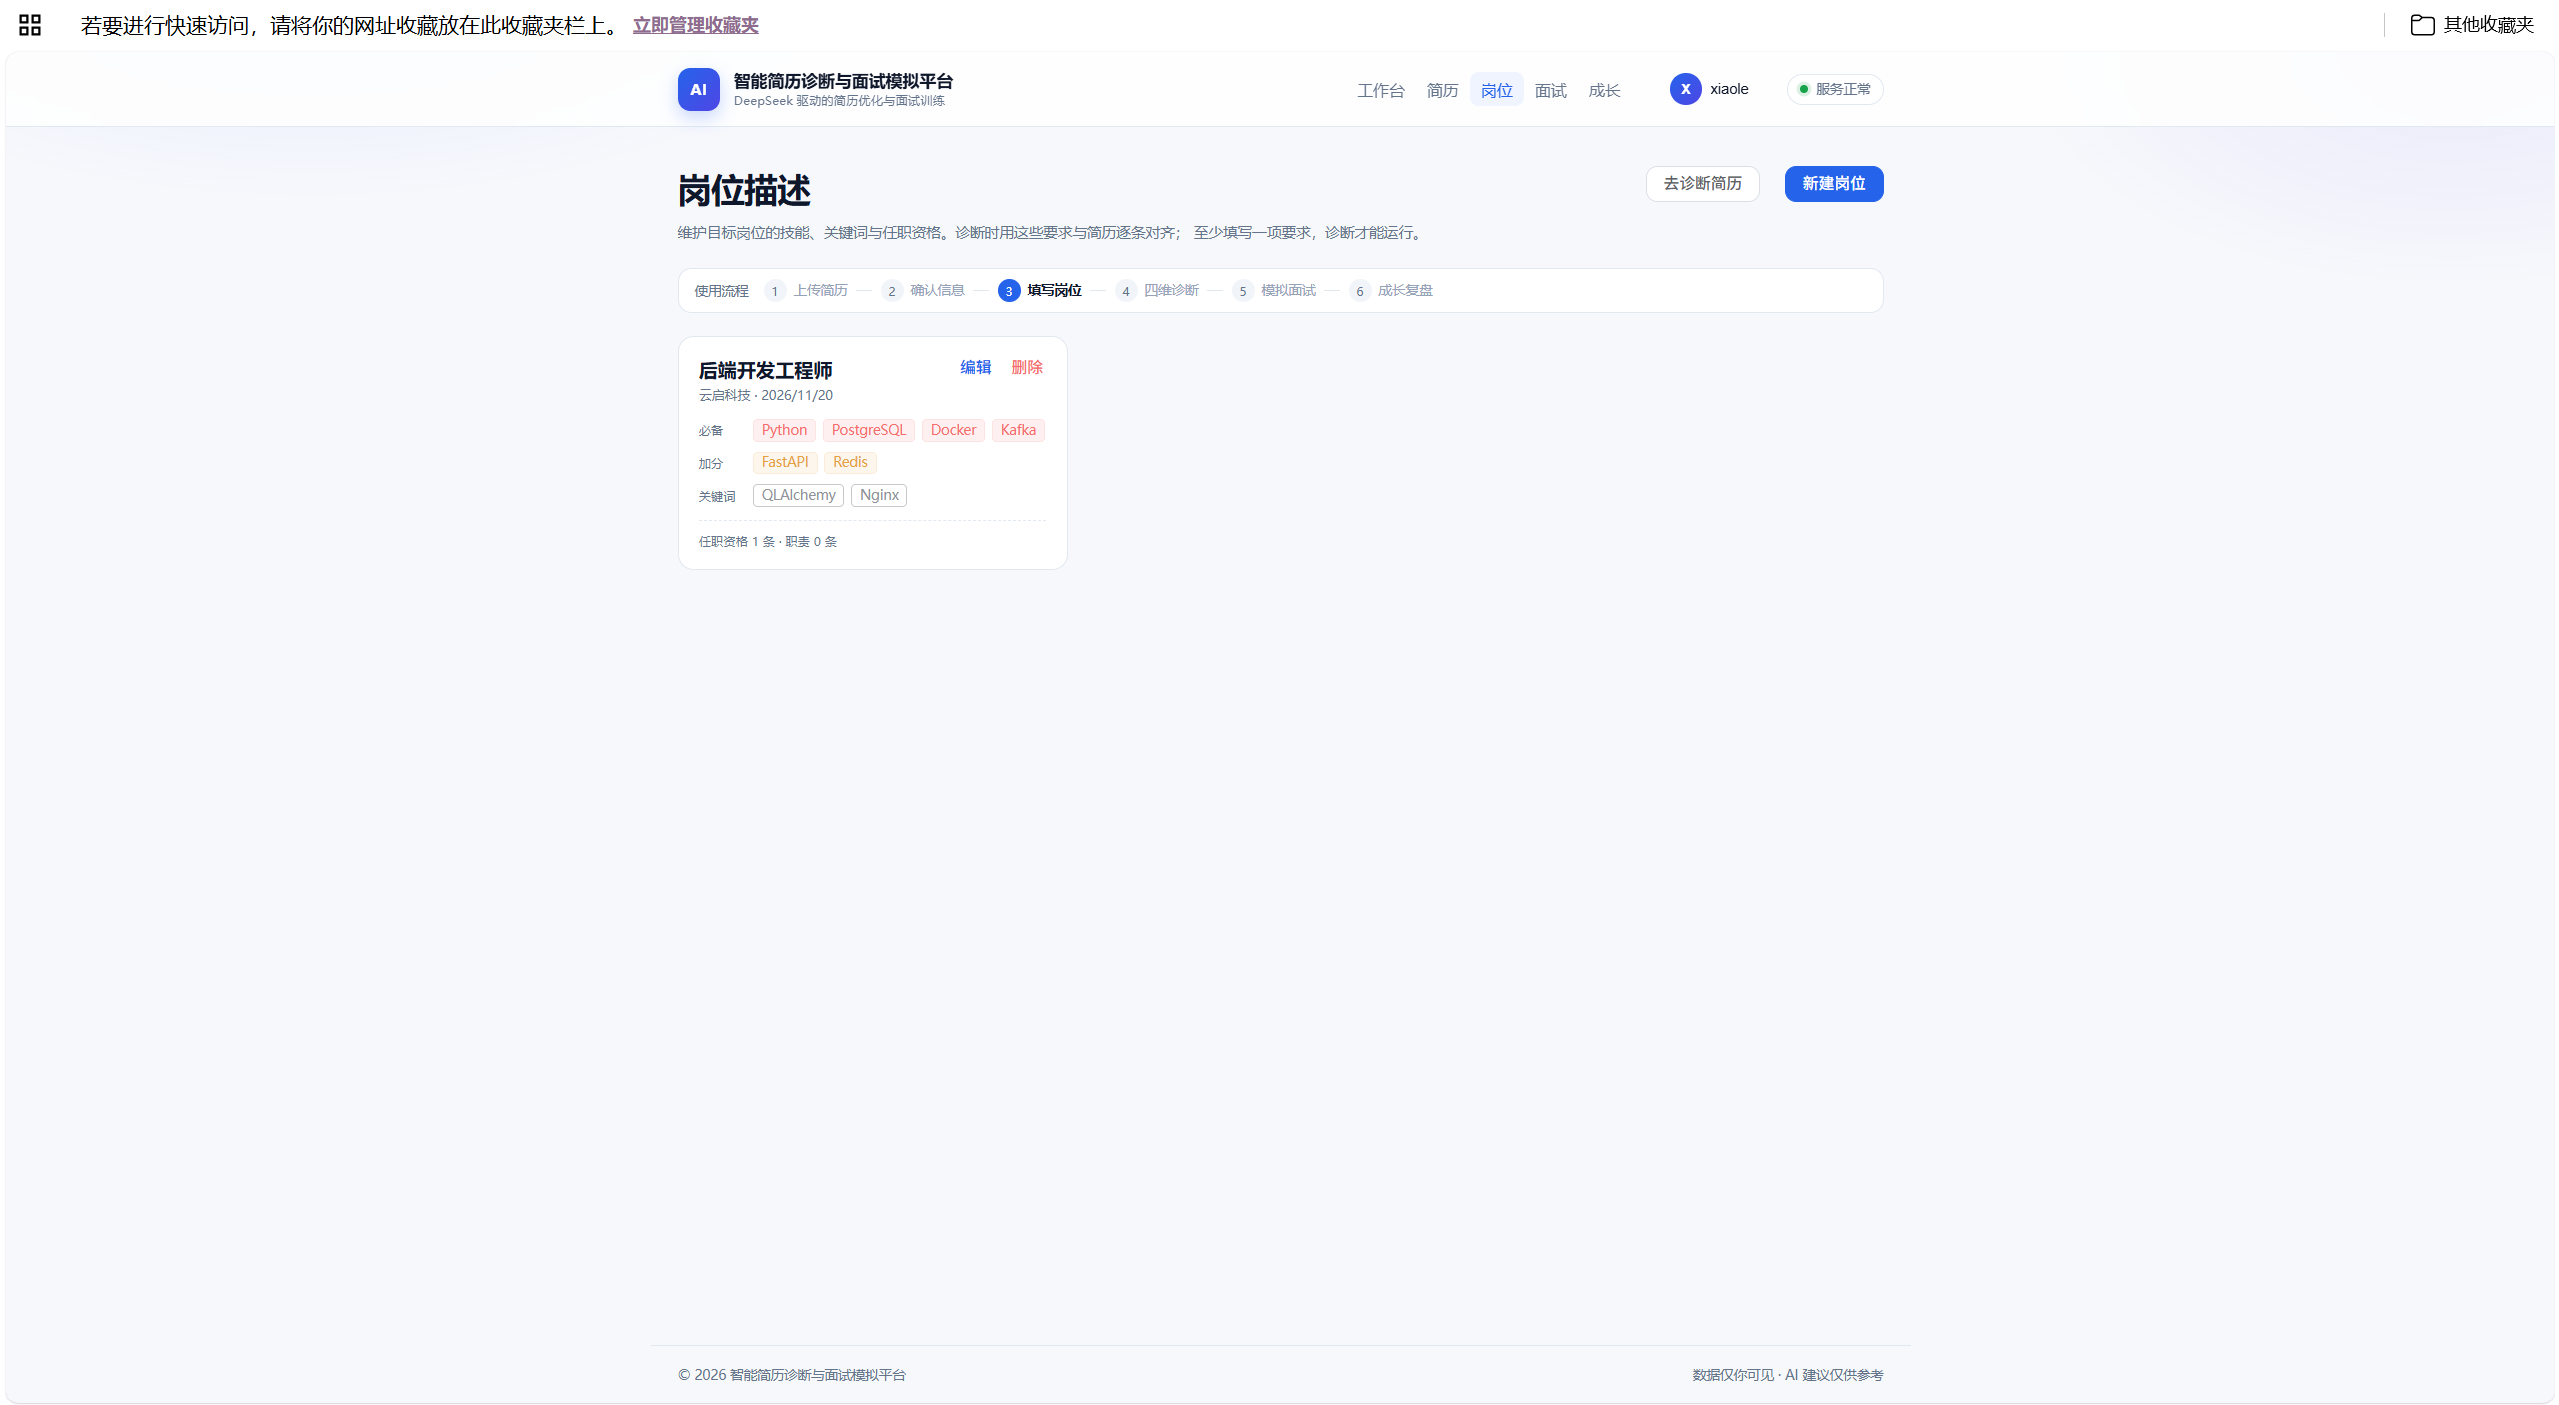 若要进行快速访问，请将你的网址收藏放在此收藏夹栏上。 立即管理收藏夹 其他收藏夹
AI 智能简历诊断与面试模拟平台
DeepSeek 驱动的简历优化与面试训练
工作台 简历 岗位 面试 成长 X xiaole 服务正常
岗位描述
去诊断简历 新建岗位
维护目标岗位的技能、关键词与任职资格。诊断时用这些要求与简历逐条对齐； 至少填写一项要求，诊断才能运行。
使用流程 1 上传简历 2 确认信息 3 填写岗位 4 四维诊断 5 模拟面试 6 成长复盘
后端开发工程师 编辑 删除
云启科技 · 2026/11/20
必备 Python PostgreSQL Docker Kafka
加分 FastAPI Redis
关键词 QLAlchemy Nginx
任职资格 1 条 · 职责 0 条
© 2026 智能简历诊断与面试模拟平台 数据仅你可见 · AI 建议仅供参考